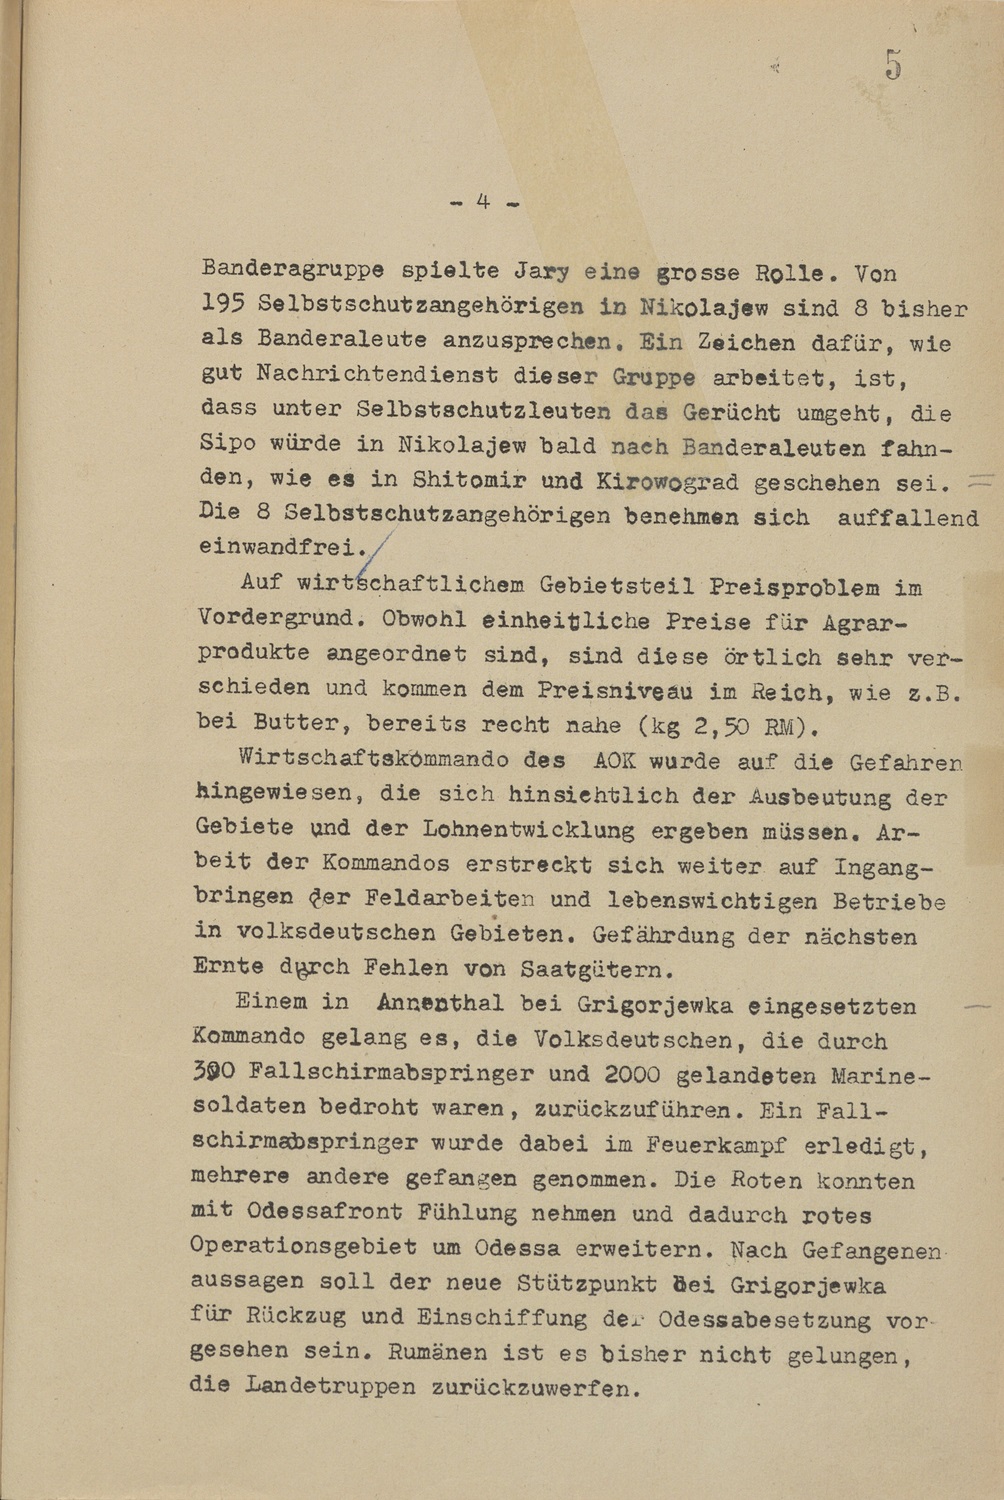 5
- 4 -
Banderagruppe spielte Jary eine grosse Rolle. Von
195 Selbstschutzangehörigen in Nikolajew sind 8 bisher
als Banderaleute anzusprechen. Ein Zeichen dafür, wie
gut Nachrichtendienst dieser Gruppe arbeitet, ist,
dass unter Selbstschutzleuten das Gerücht umgeht, die
Sipo würde in Nikolajew bald nach Banderaleuten fahn-
den, wie es in Shitomir und Kirowograd geschehen sei.
Die 8 Selbstschutzangehörigen benehmen sich auffallend
einwandfrei.
Auf wirtschaftlichem Gebietsteil Preisproblem im
Vordergrund. Obwohl einheitliche Preise für Agrar-
produkte angeordnet sind, sind diese örtlich sehr ver-
schieden und kommen dem Preisniveau im Reich, wie z.B.
bei Butter, bereits recht nahe (kg 2,50 RM).
Wirtschaftskommando des AOK wurde auf die Gefahren
hingewiesen, die sich hinsichtlich der Ausbeutung der
Gebiete und der Lohnentwicklung ergeben müssen. Ar-
beit der Kommandos erstreckt sich weiter auf Ingang-
bringen der Feldarbeiten und lebenswichtigen Betriebe
in volksdeutschen Gebieten. Gefährdung der nächsten
Ernte durch Fehlen von Saatgütern.
Einem in Annenthal bei Grigorjewka eingesetzten
Kommando gelang es, die Volksdeutschen, die durch
Fallschirmabspringer und 2000 gelandeten Marine-
soldaten bedroht waren, zurückzuführen. Ein Fall-
schirmabspringer wurde dabei im Feuerkampf erledigt,
mehrere andere gefangen genommen. Die Roten konnten
mit Odessafront Fühlung nehmen und dadurch rotes
Operationsgebiet um Odessa erweitern. Nach Gefangenen
aussagen soll der neue Stützpunkt bei Grigorjewka
für Rückzug und Einschiffung der Odessabesetzung vor-
gesehen sein. Rumänen ist es bisher nicht gelungen,
die Landetruppen zurückzuwerfen.